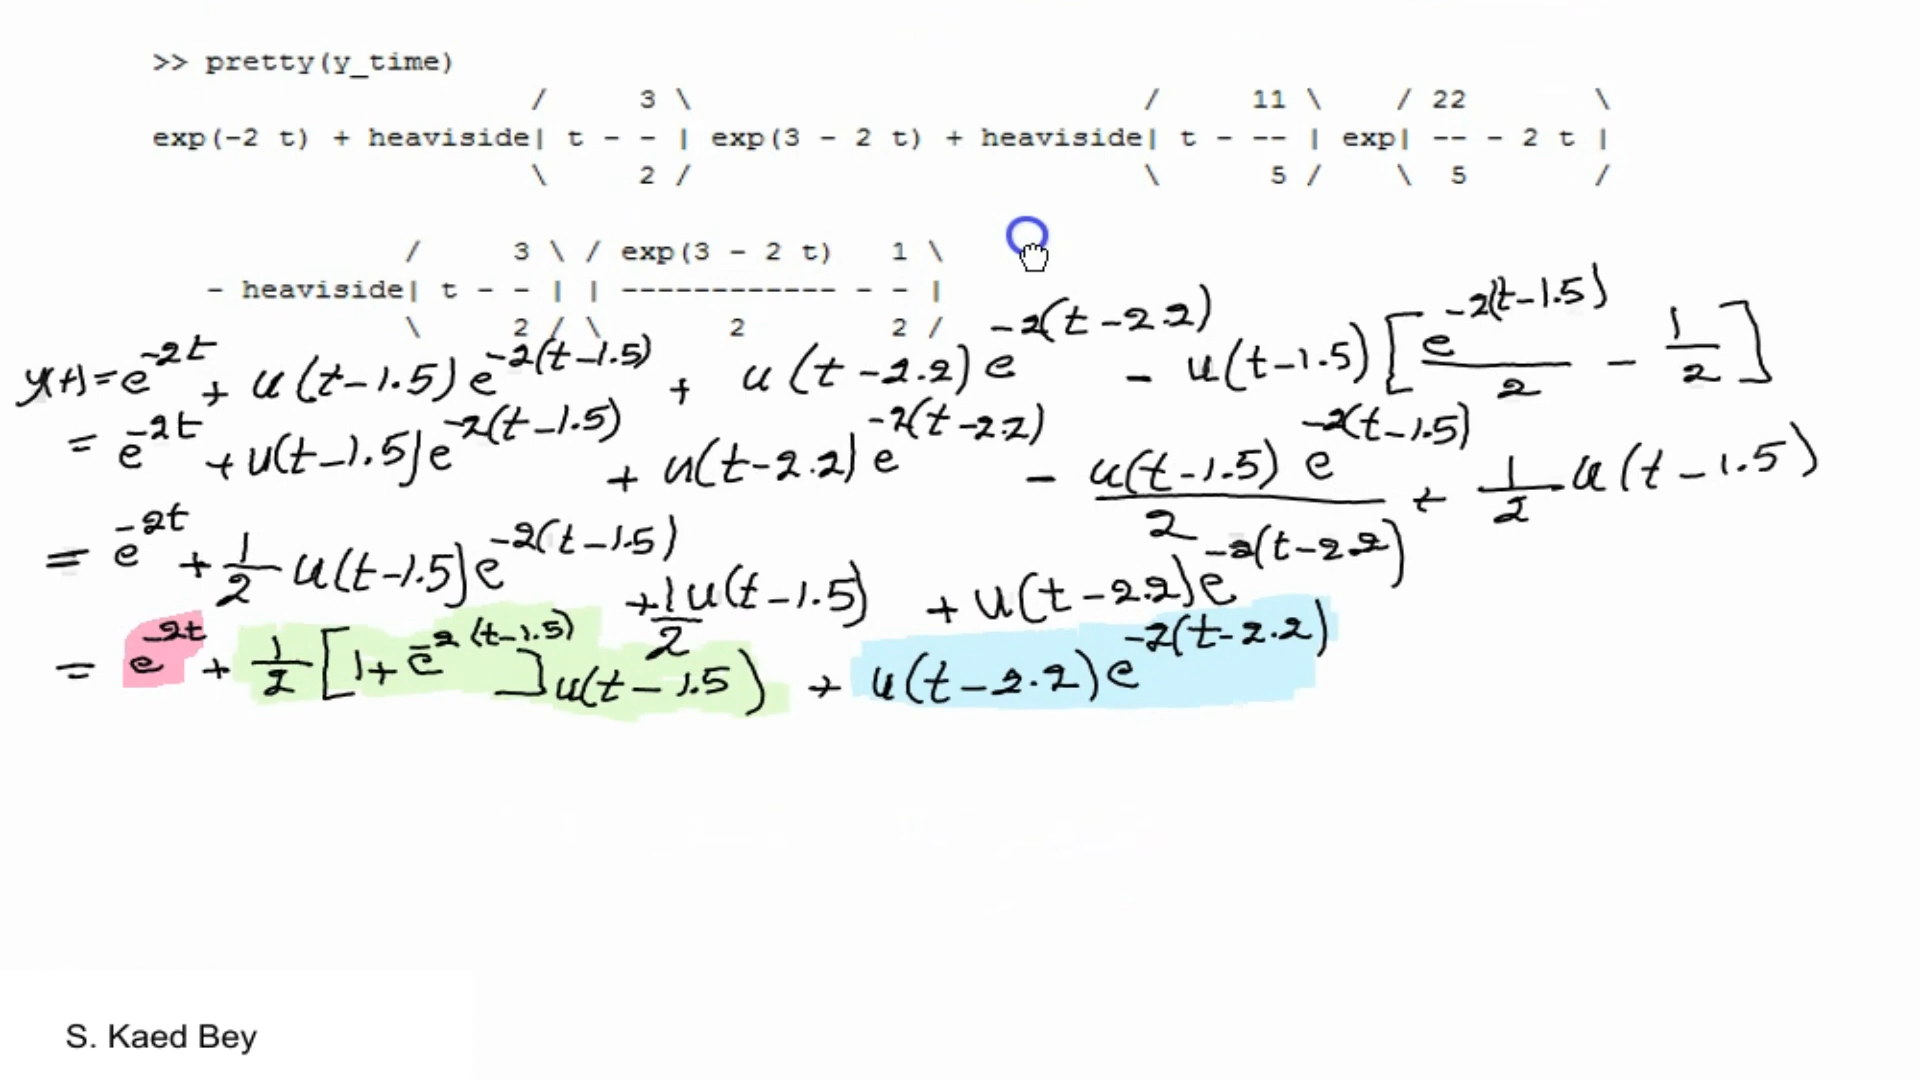 >> pretty(y_time)
/ 3 \ / 11 \ / 22 \
exp(-2 t) + heaviside| t - - | exp(3 - 2 t) + heaviside| t - -- | exp| -- - 2 t |
\ 2 / \ 5 / \ 5 /
/ 3 \ / exp(3 - 2 t) 1 \
- heaviside| t - - | | ------------ - - |
\ 2 / \ 2 2 /
y(t) = e^{-2t} + u(t-1.5) e^{-2(t-1.5)} + u(t-2.2) e^{-2(t-2.2)} - u(t-1.5) [ e^{-2(t-1.5)}/2 - 1/2 ]
= e^{-2t} + u(t-1.5) e^{-2(t-1.5)} + u(t-2.2) e^{-2(t-2.2)} - u(t-1.5) e^{-2(t-1.5)}/2 + 1/2 u(t-1.5)
= e^{-2t} + 1/2 u(t-1.5) e^{-2(t-1.5)} + 1/2 u(t-1.5) + u(t-2.2) e^{-2(t-2.2)}
= e^{-2t} + 1/2 [1 + e^{-2(t-1.5)}] u(t-1.5) + u(t-2.2) e^{-2(t-2.2)}
S. Kaed Bey